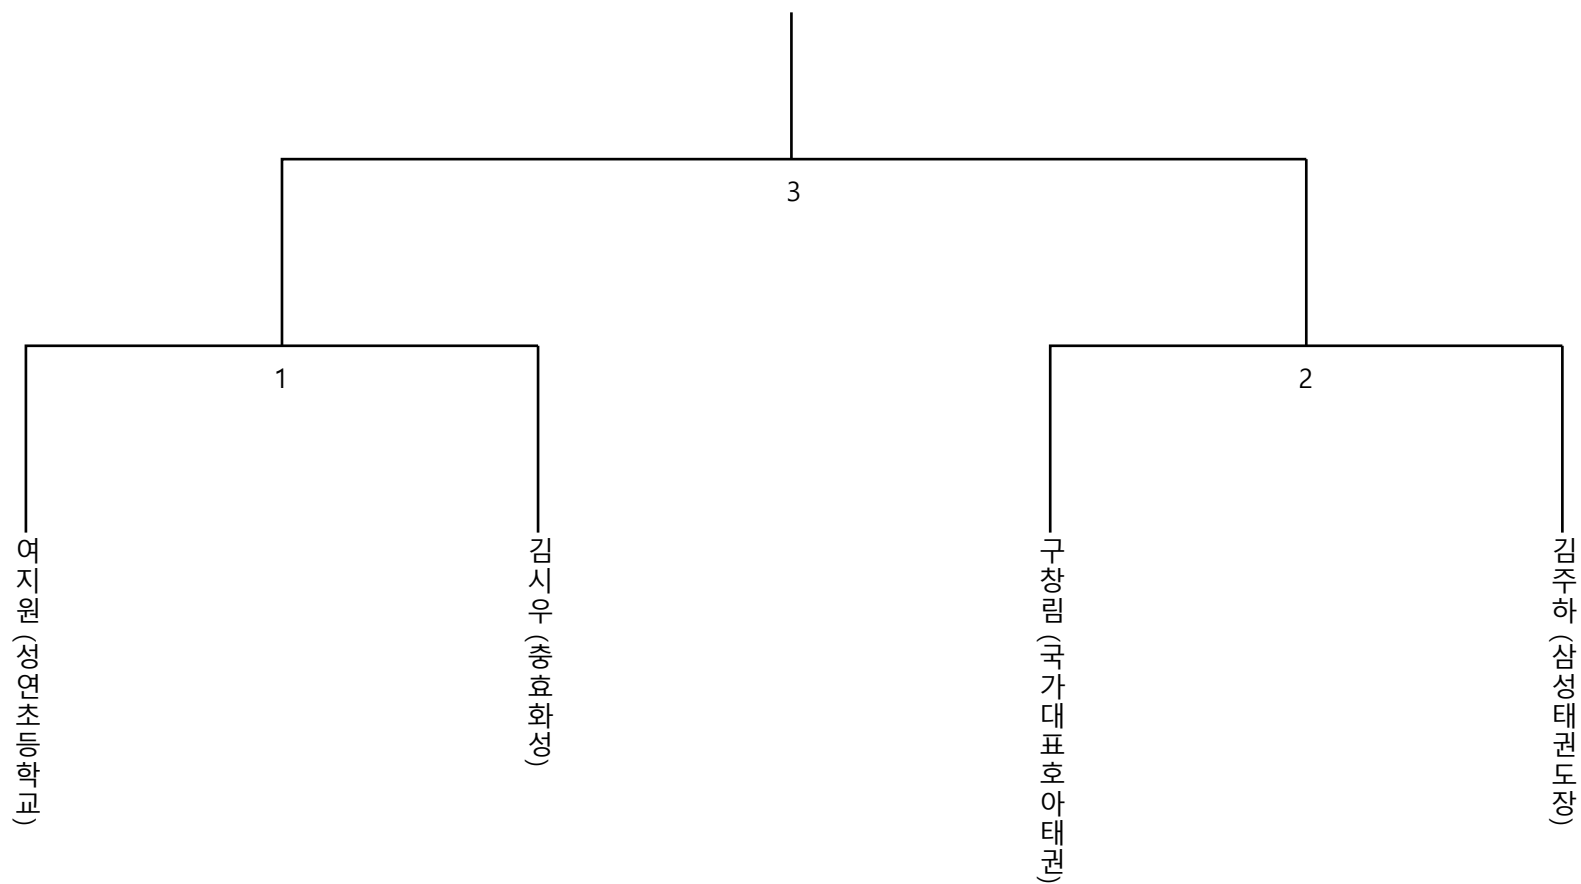 3
1
2
여지원 (성연초등학교)
김시우 (충효화성)
구창림 (국가대표호아태권)
김주하 (삼성태권도장)